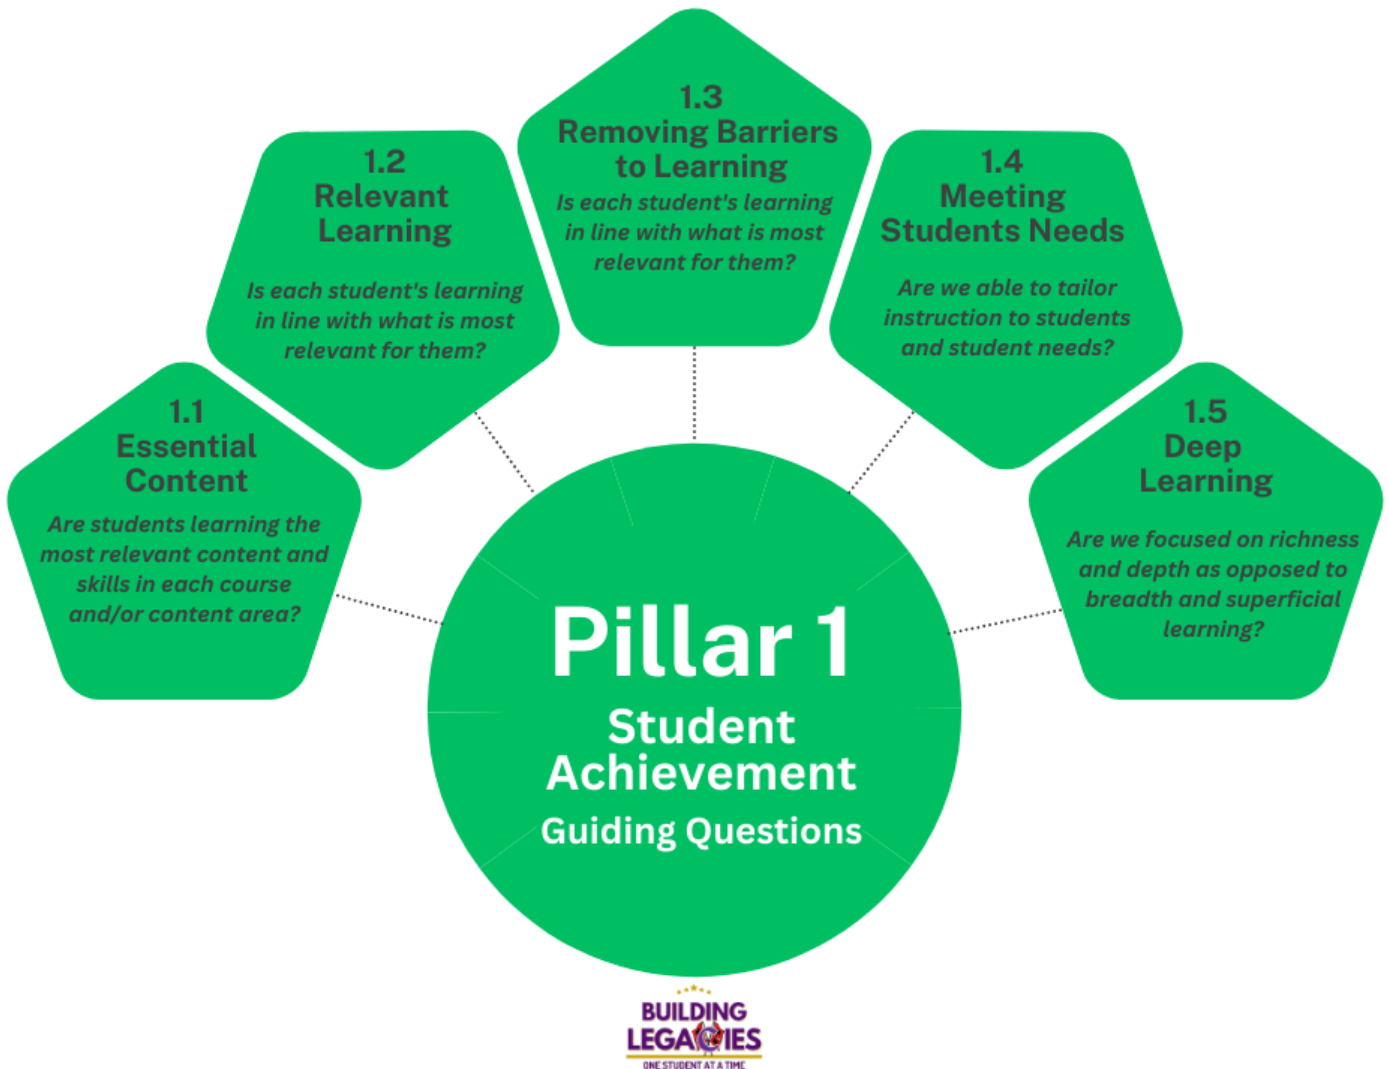 1.1
Essential
Content
Are students learning the
most relevant content and
skills in each course
and/or content area?
1.2
Relevant
Learning
Is each student's learning
in line with what is most
relevant for them?
1.3
Removing Barriers
to Learning
Is each student's learning
in line with what is most
relevant for them?
1.4
Meeting
Students Needs
Are we able to tailor
instruction to students
and student needs?
1.5
Deep
Learning
Are we focused on richness
and depth as opposed to
breadth and superficial
learning?
Pillar 1
Student
Achievement
Guiding Questions
BUILDING
LEGACIES
ONE STUDENT AT A TIME